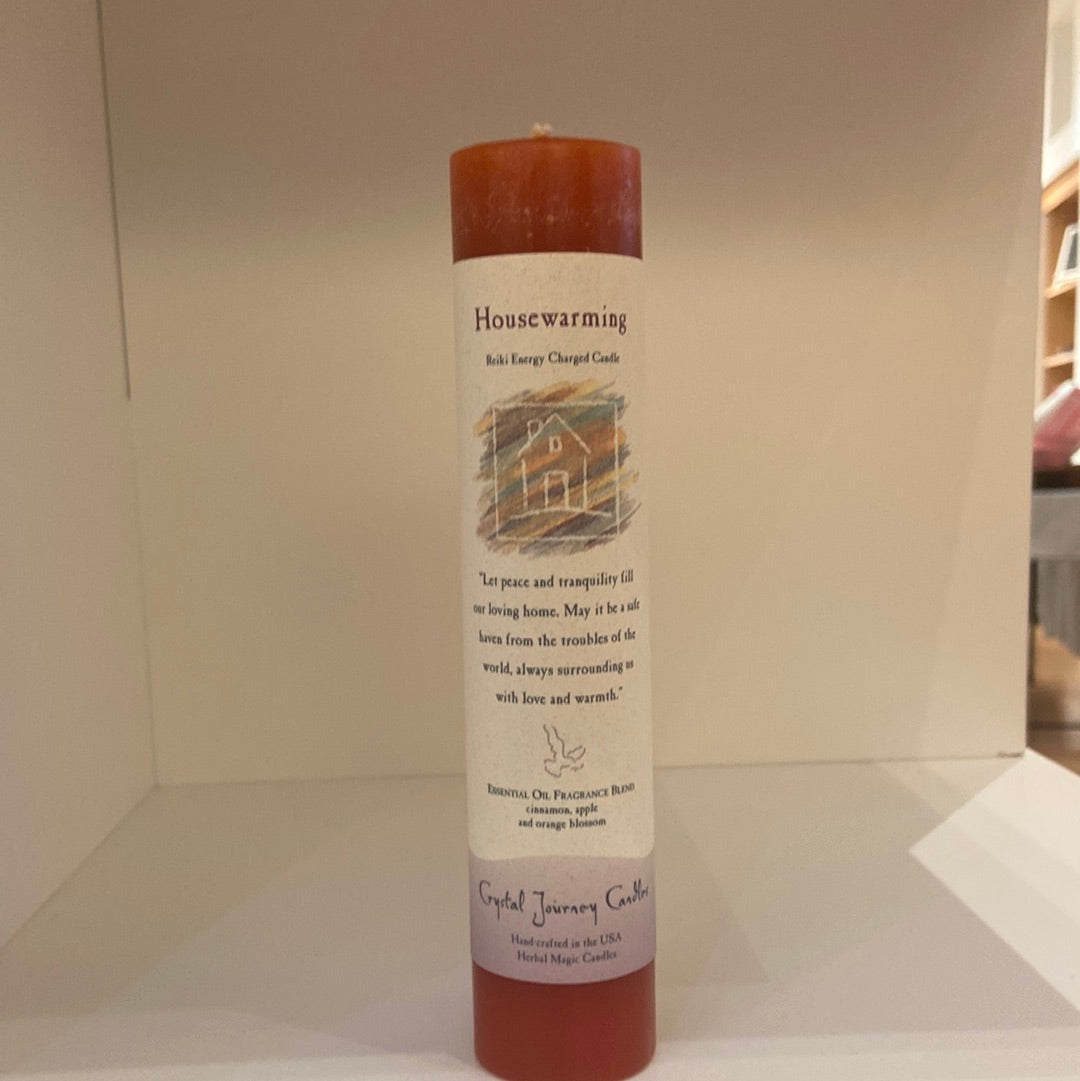 Housewarming
Reiki Energy Charged Candle
"Let peace and tranquility fill
our loving home. May it be a safe
haven from the troubles of the
world, always surrounding us
with love and warmth."
ESSENTIAL OIL FRAGRANCE BLEND
cinnamon, apple
and orange blossom
Crystal Journey Candles
Hand-crafted in the USA
Herbal Magic Candles